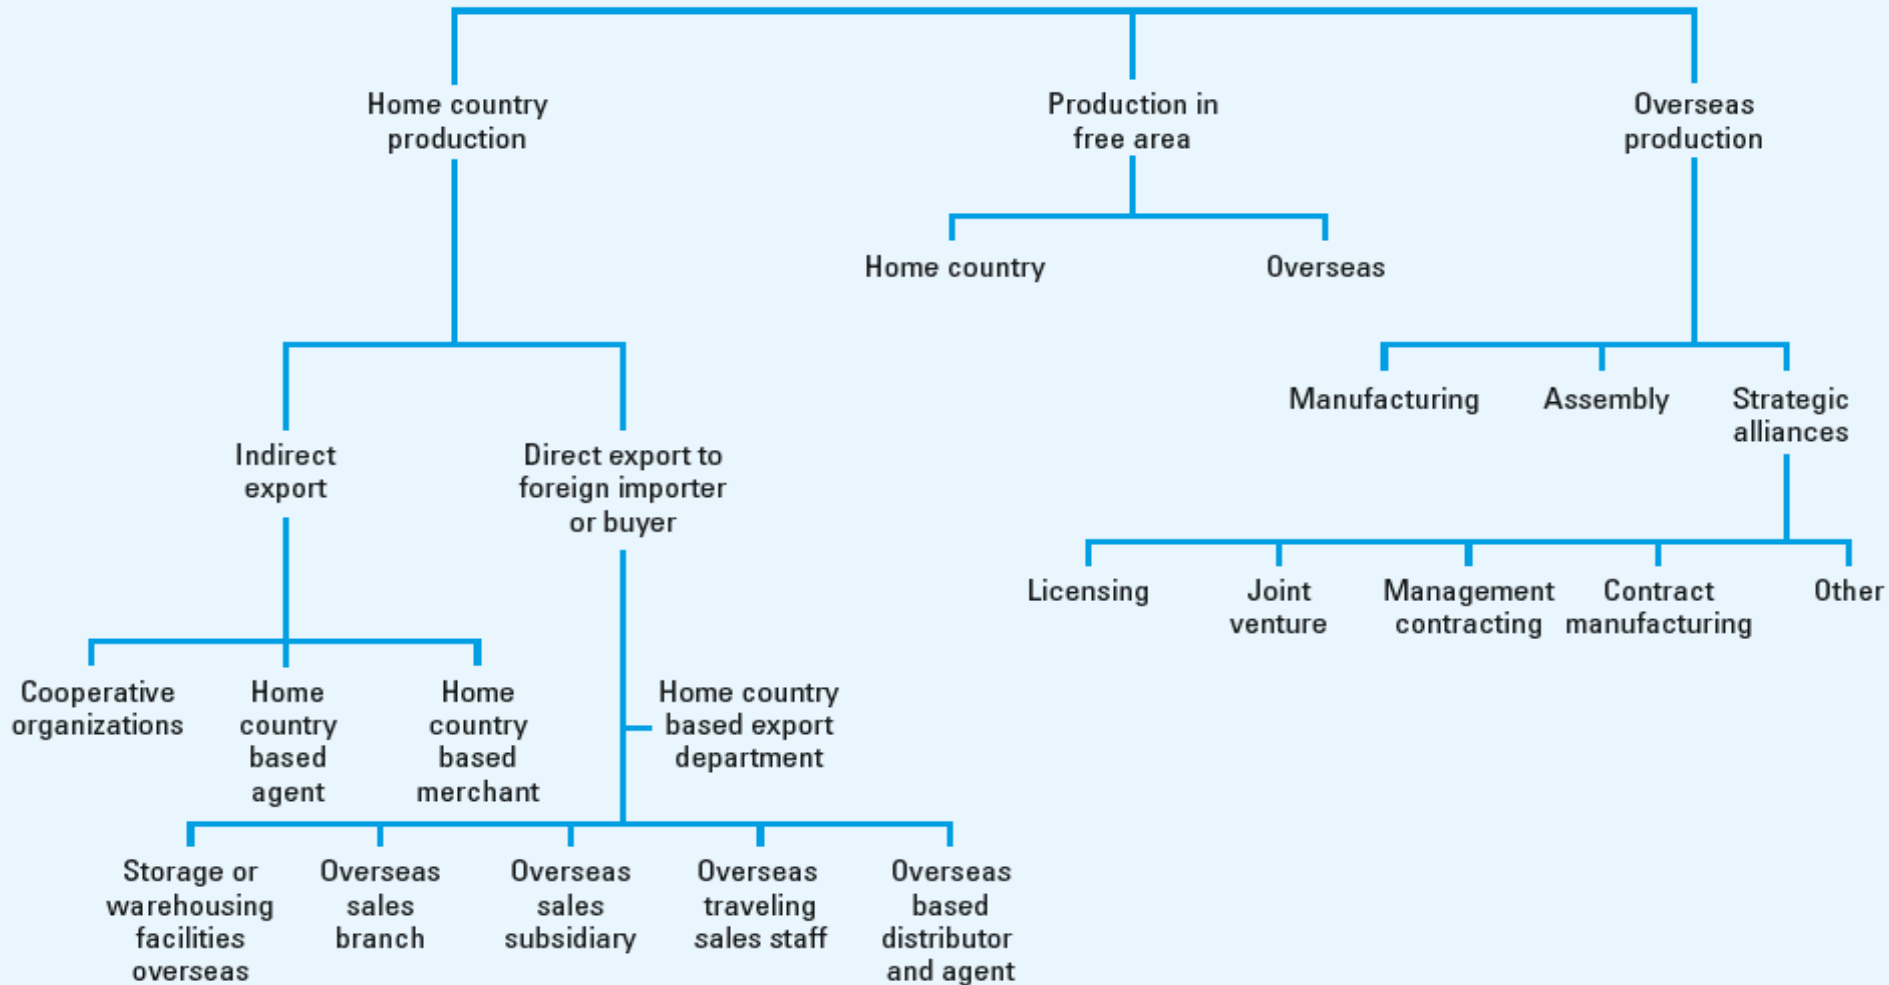 Home country
production
Production in
free area
Overseas
production
Home country
Overseas
Manufacturing
Assembly
Strategic
alliances
Indirect
export
Direct export to
foreign importer
or buyer
Licensing
Joint
venture
Management
contracting
Contract
manufacturing
Other
Cooperative
organizations
Home
country
based
agent
Home
country
based
merchant
Home country
based export
department
Storage or
warehousing
facilities
overseas
Overseas
sales
branch
Overseas
sales
subsidiary
Overseas
traveling
sales staff
Overseas
based
distributor
and agent